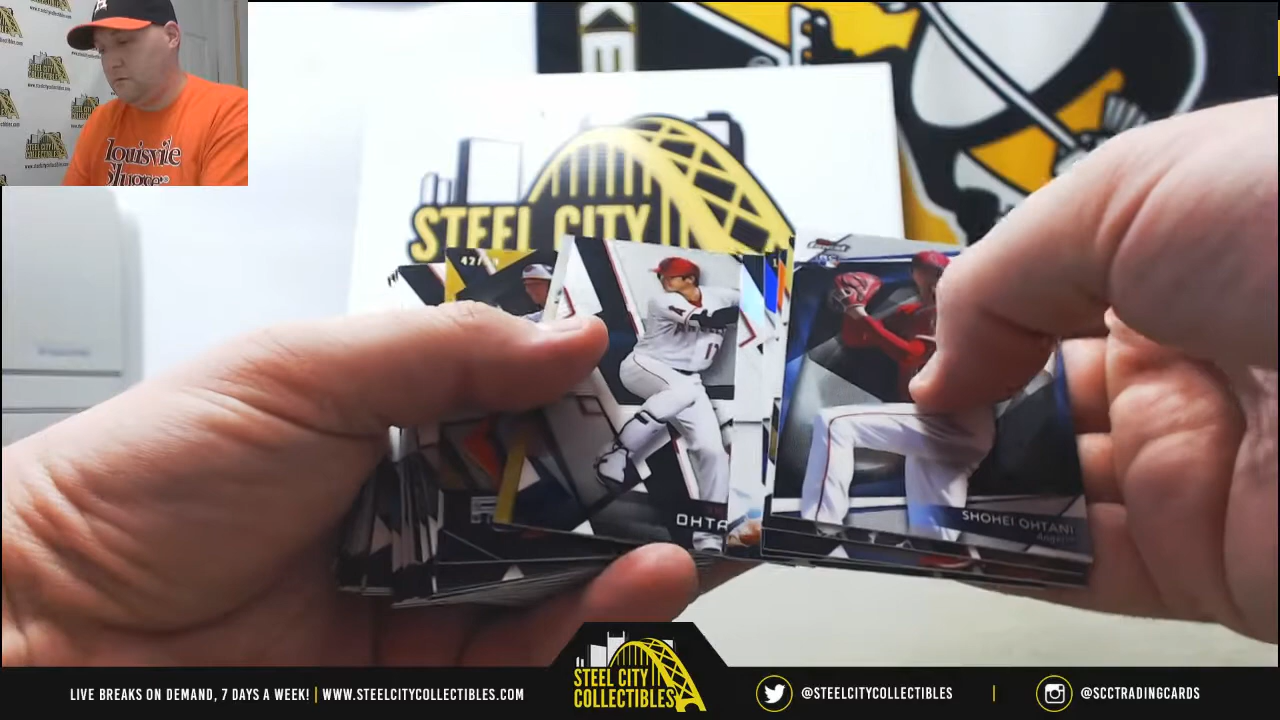 Louisville
Slugger
STEEL CITY
42/
OHTA
17
SHOHEI OHTANI
Angels
LIVE BREAKS ON DEMAND, 7 DAYS A WEEK! | WWW.STEELCITYCOLLECTIBLES.COM
STEEL CITY
COLLECTIBLES
@STEELCITYCOLLECTIBLES | @SCCTRADINGCARDS